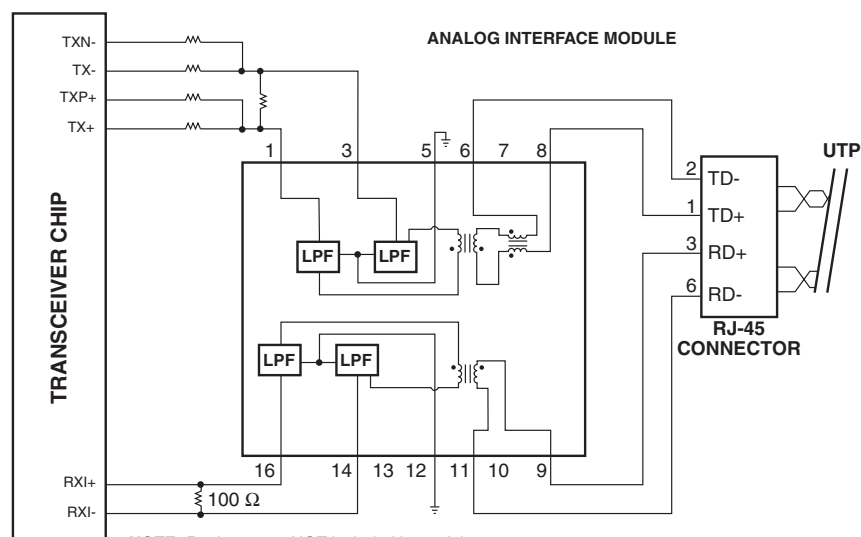 ANALOG INTERFACE MODULE
TXN-
TX-
TXP+
TX+
1 3 5 6 7 8
UTP
2 TD-
1 TD+
3 RD+
6 RD-
RJ-45
CONNECTOR
LPF LPF
LPF LPF
TRANSCEIVER CHIP
16 14 13 12 11 10 9
RXI+
100 Ω
RXI-